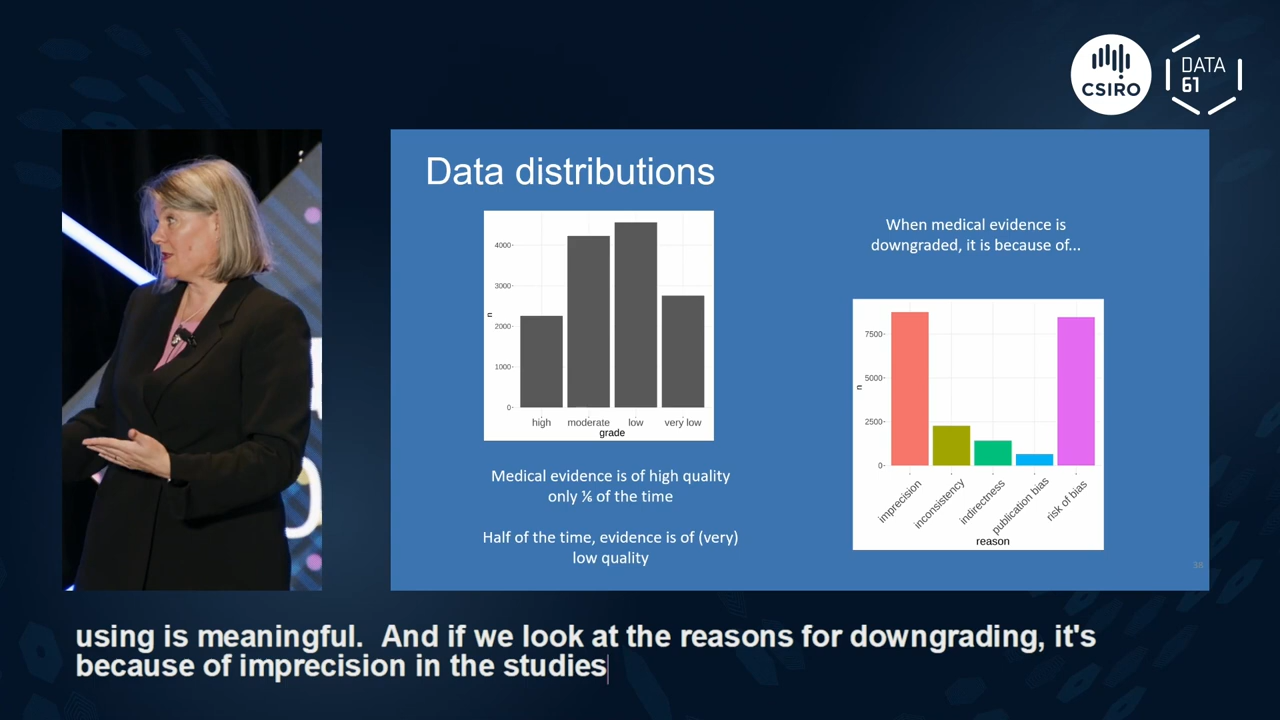 CSIRO
DATA
61
Data distributions
4000
3000
2000
1000
0
n
high moderate low very low
grade
Medical evidence is of high quality
only ⅙ of the time
Half of the time, evidence is of (very)
low quality
When medical evidence is
downgraded, it is because of...
7500
5000
2500
0
n
imprecision
inconsistency
indirectness
publication bias
risk of bias
reason
38
using is meaningful.  And if we look at the reasons for downgrading, it's
because of imprecision in the studies